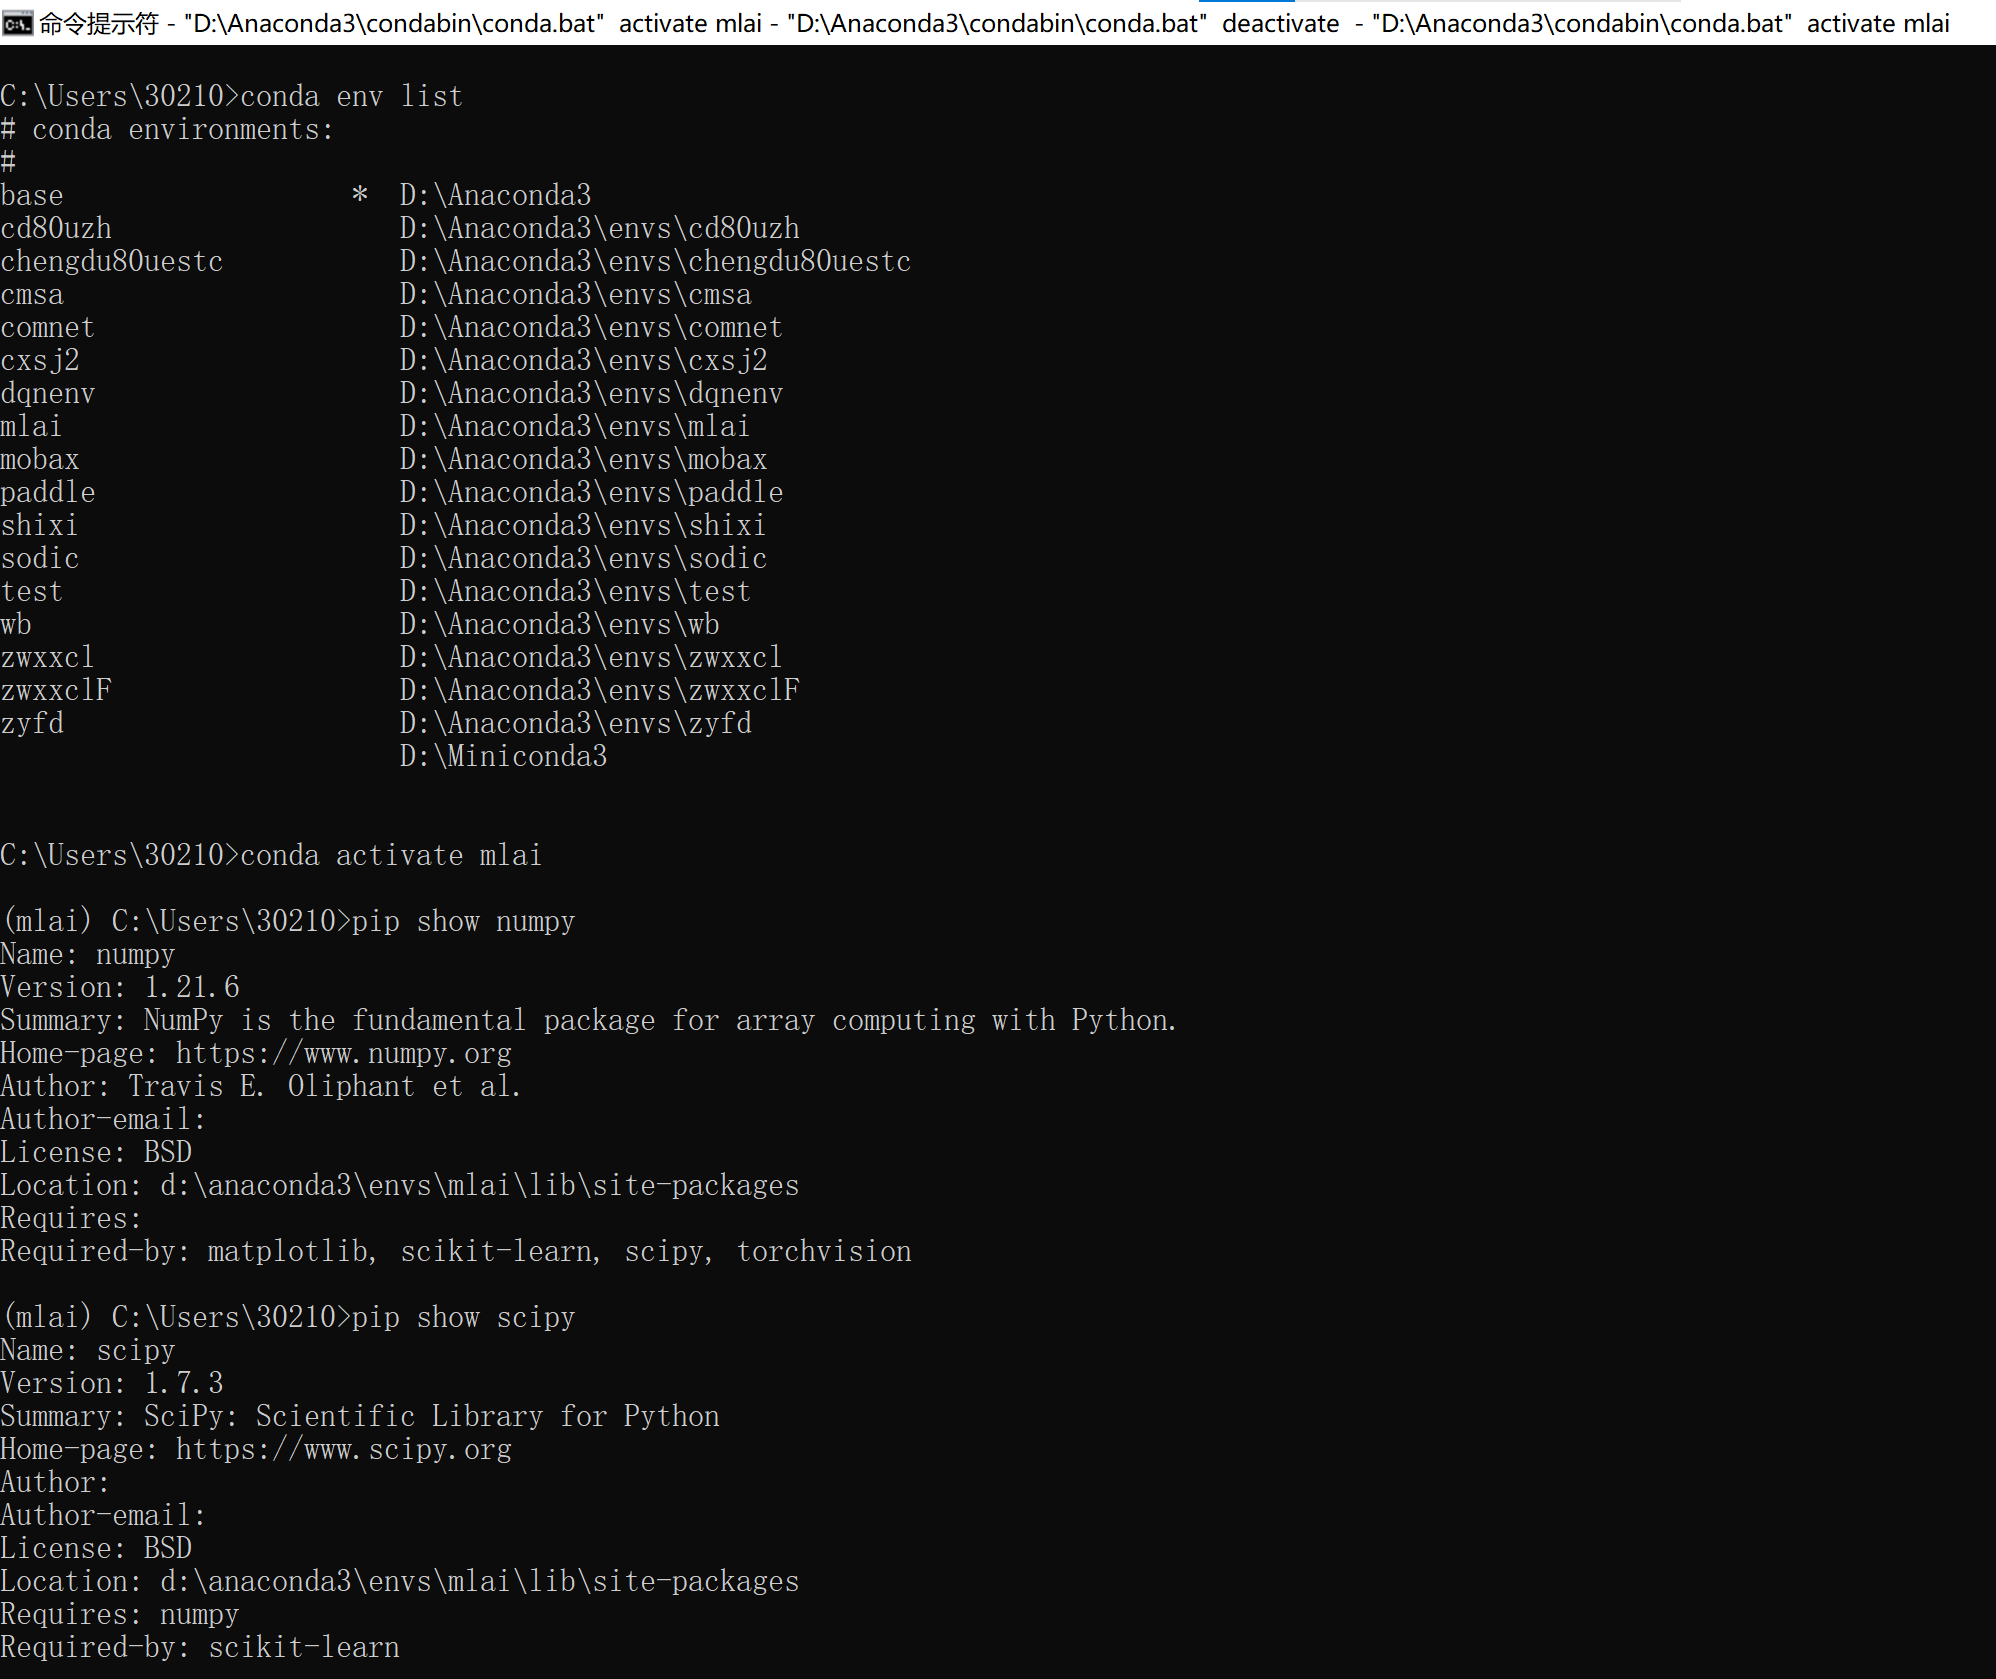 命令提示符 - "D:\Anaconda3\condabin\conda.bat"  activate mlai - "D:\Anaconda3\condabin\conda.bat"  deactivate  - "D:\Anaconda3\condabin\conda.bat"  activate mlai
C:\Users\30210>conda env list
# conda environments:
#
base                  *  D:\Anaconda3
cd80uzh                  D:\Anaconda3\envs\cd80uzh
chengdu80uestc           D:\Anaconda3\envs\chengdu80uestc
cmsa                     D:\Anaconda3\envs\cmsa
comnet                   D:\Anaconda3\envs\comnet
cxsj2                    D:\Anaconda3\envs\cxsj2
dqnenv                   D:\Anaconda3\envs\dqnenv
mlai                     D:\Anaconda3\envs\mlai
mobax                    D:\Anaconda3\envs\mobax
paddle                   D:\Anaconda3\envs\paddle
shixi                    D:\Anaconda3\envs\shixi
sodic                    D:\Anaconda3\envs\sodic
test                     D:\Anaconda3\envs\test
wb                       D:\Anaconda3\envs\wb
zwxxcl                   D:\Anaconda3\envs\zwxxcl
zwxxclF                  D:\Anaconda3\envs\zwxxclF
zyfd                     D:\Anaconda3\envs\zyfd
                         D:\Miniconda3
C:\Users\30210>conda activate mlai
(mlai) C:\Users\30210>pip show numpy
Name: numpy
Version: 1.21.6
Summary: NumPy is the fundamental package for array computing with Python.
Home-page: https://www.numpy.org
Author: Travis E. Oliphant et al.
Author-email:
License: BSD
Location: d:\anaconda3\envs\mlai\lib\site-packages
Requires:
Required-by: matplotlib, scikit-learn, scipy, torchvision
(mlai) C:\Users\30210>pip show scipy
Name: scipy
Version: 1.7.3
Summary: SciPy: Scientific Library for Python
Home-page: https://www.scipy.org
Author:
Author-email:
License: BSD
Location: d:\anaconda3\envs\mlai\lib\site-packages
Requires: numpy
Required-by: scikit-learn